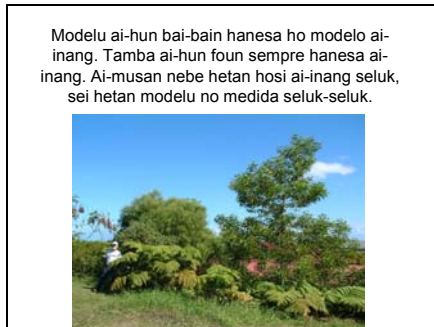 Modelu ai-hun bai-bain hanesa ho modelo ai-
inang. Tamba ai-hun foun sempre hanesa ai-
inang. Ai-musan nebe hetan hosi ai-inang seluk,
sei hetan modelu no medida seluk-seluk.